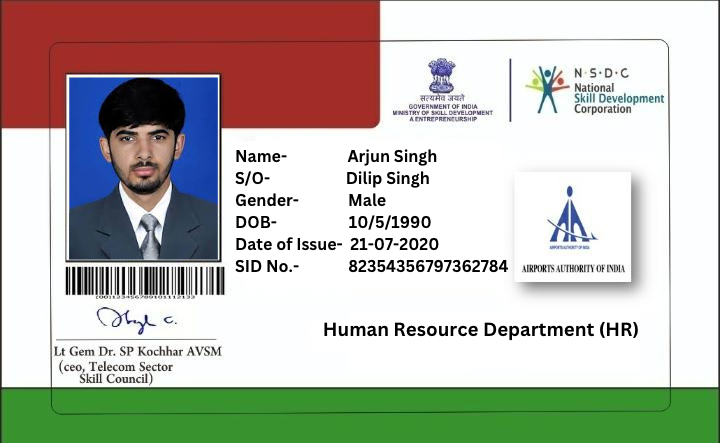 सत्यमेव जयते
GOVERNMENT OF INDIA
MINISTRY OF SKILL DEVELOPMENT
& ENTREPRENEURSHIP
N·S·D·C
National
Skill Development
Corporation
Name- Arjun Singh
S/O- Dilip Singh
Gender- Male
DOB- 10/5/1990
Date of Issue- 21-07-2020
SID No.- 82354356797362784
AIRPORTS AUTHORITY OF INDIA
AIRPORTS AUTHORITY OF INDIA
Human Resource Department (HR)
Lt Gem Dr. SP Kochhar AVSM
(ceo, Telecom Sector
Skill Council)